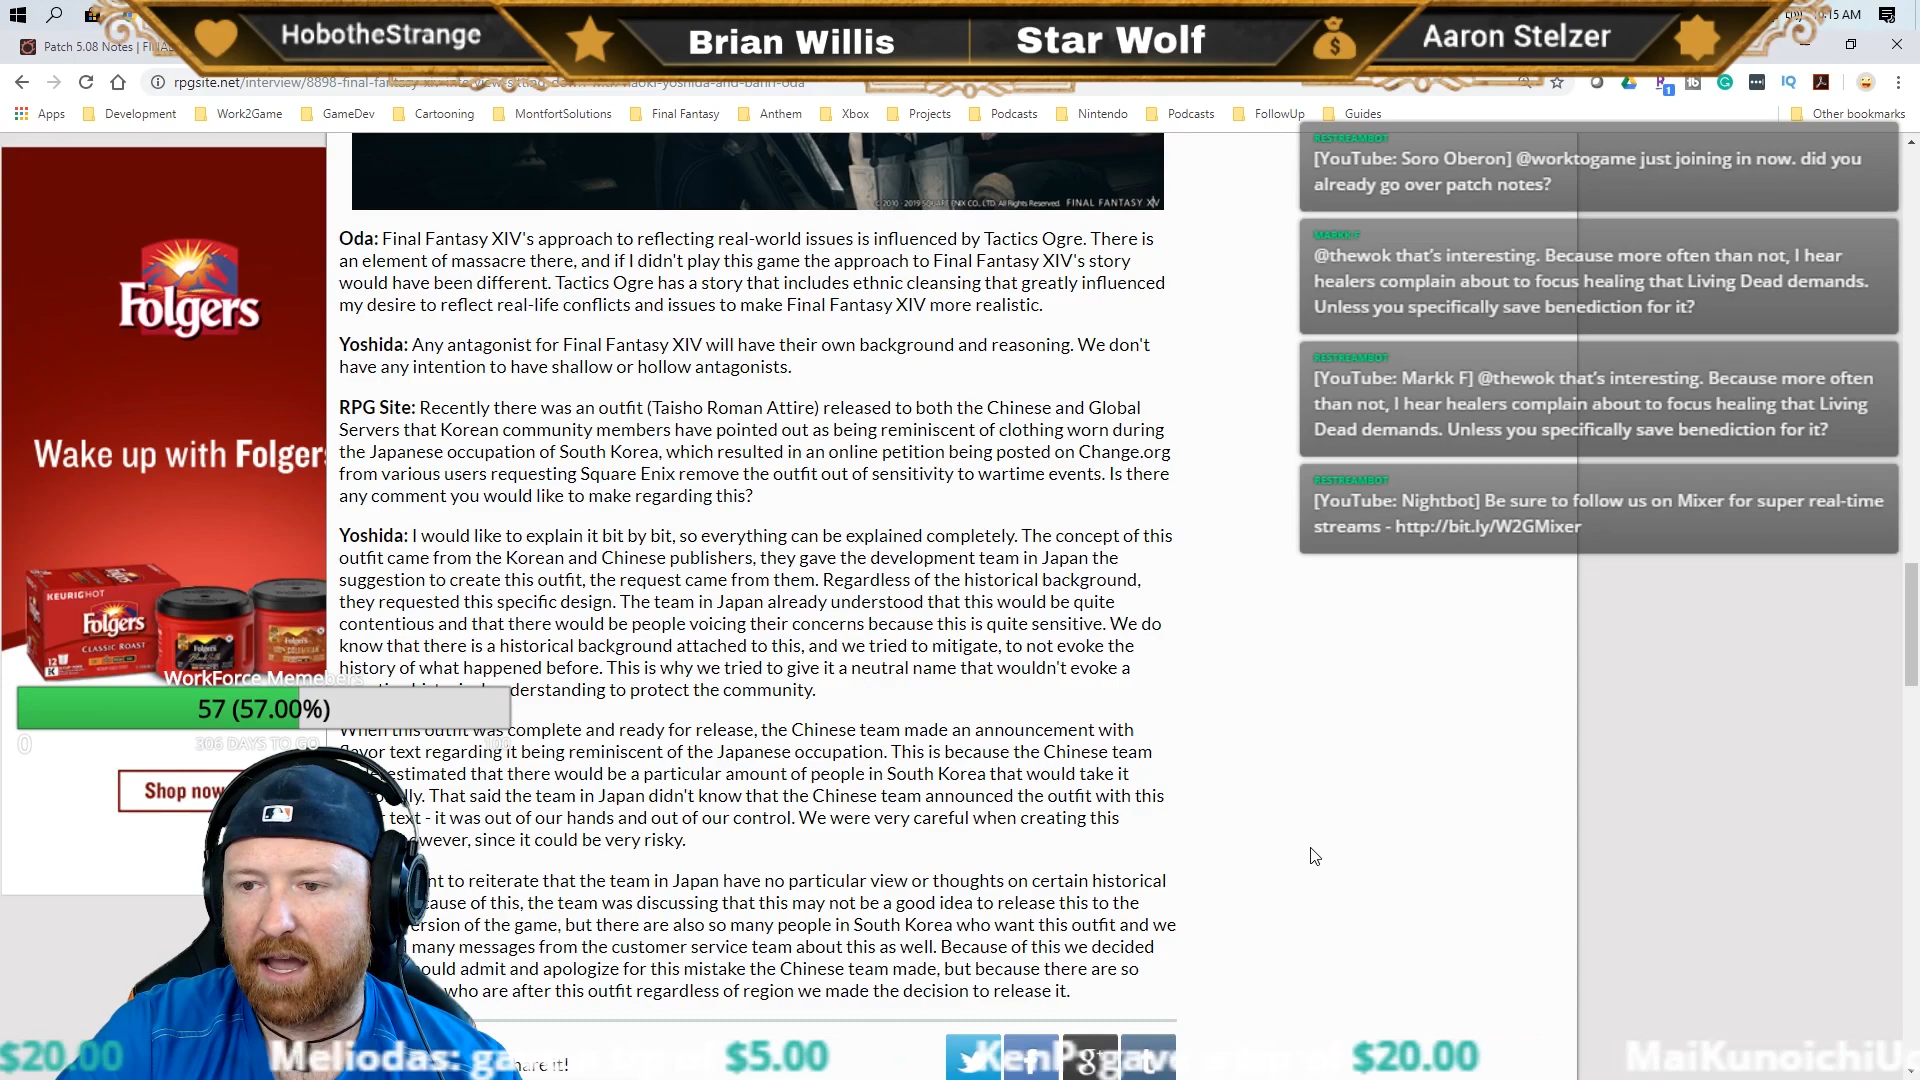 HobotheStrange
Brian Willis
Star Wolf
Aaron Stelzer
:15 AM
Patch 5.08 Notes | FINAL
rpgsite.net/interview/8898-final-fantasy-xiv-interview-sitting-down-with-naoki-yoshida-and-banri-oda
Apps Development Work2Game GameDev Cartooning MontfortSolutions Final Fantasy Anthem Xbox Projects Podcasts Nintendo Podcasts FollowUp Guides Other bookmarks
© 2010 - 2019 SQUARE ENIX CO., LTD. All Rights Reserved. FINAL FANTASY XIV
Oda: Final Fantasy XIV's approach to reflecting real-world issues is influenced by Tactics Ogre. There is
an element of massacre there, and if I didn't play this game the approach to Final Fantasy XIV's story
would have been different. Tactics Ogre has a story that includes ethnic cleansing that greatly influenced
my desire to reflect real-life conflicts and issues to make Final Fantasy XIV more realistic.
Yoshida: Any antagonist for Final Fantasy XIV will have their own background and reasoning. We don't
have any intention to have shallow or hollow antagonists.
RPG Site: Recently there was an outfit (Taisho Roman Attire) released to both the Chinese and Global
Servers that Korean community members have pointed out as being reminiscent of clothing worn during
the Japanese occupation of South Korea, which resulted in an online petition being posted on Change.org
from various users requesting Square Enix remove the outfit out of sensitivity to wartime events. Is there
any comment you would like to make regarding this?
Yoshida: I would like to explain it bit by bit, so everything can be explained completely. The concept of this
outfit came from the Korean and Chinese publishers, they gave the development team in Japan the
suggestion to create this outfit, the request came from them. Regardless of the historical background,
they requested this specific design. The team in Japan already understood that this would be quite
contentious and that there would be people voicing their concerns because this is quite sensitive. We do
know that there is a historical background attached to this, and we tried to mitigate, to not evoke the
history of what happened before. This is why we tried to give it a neutral name that wouldn't evoke a
derstanding to protect the community.
When this outfit was complete and ready for release, the Chinese team made an announcement with
flavor text regarding it being reminiscent of the Japanese occupation. This is because the Chinese team
estimated that there would be a particular amount of people in South Korea that would take it
lly. That said the team in Japan didn't know that the Chinese team announced the outfit with this
text - it was out of our hands and out of our control. We were very careful when creating this
wever, since it could be very risky.
nt to reiterate that the team in Japan have no particular view or thoughts on certain historical
cause of this, the team was discussing that this may not be a good idea to release this to the
ersion of the game, but there are also so many people in South Korea who want this outfit and we
many messages from the customer service team about this as well. Because of this we decided
ould admit and apologize for this mistake the Chinese team made, but because there are so
who are after this outfit regardless of region we made the decision to release it.
hare it!
Folgers
Wake up with Folgers
KEURIG HOT
Folgers
CLASSIC ROAST
12
Shop now
WorkForce Memebers
57 (57.00%)
0
306 DAYS TO GO
100
RESTREAMBOT
[YouTube: Soro Oberon] @worktogame just joining in now. did you
already go over patch notes?
MARKK F
@thewok that's interesting. Because more often than not, I hear
healers complain about to focus healing that Living Dead demands.
Unless you specifically save benediction for it?
RESTREAMBOT
[YouTube: Markk F] @thewok that's interesting. Because more often
than not, I hear healers complain about to focus healing that Living
Dead demands. Unless you specifically save benediction for it?
RESTREAMBOT
[YouTube: Nightbot] Be sure to follow us on Mixer for super real-time
streams - http://bit.ly/W2GMixer
$20.00 Meliodas: gave a tip of $5.00 KenP gave a tip of $20.00 MaiKunoichiU